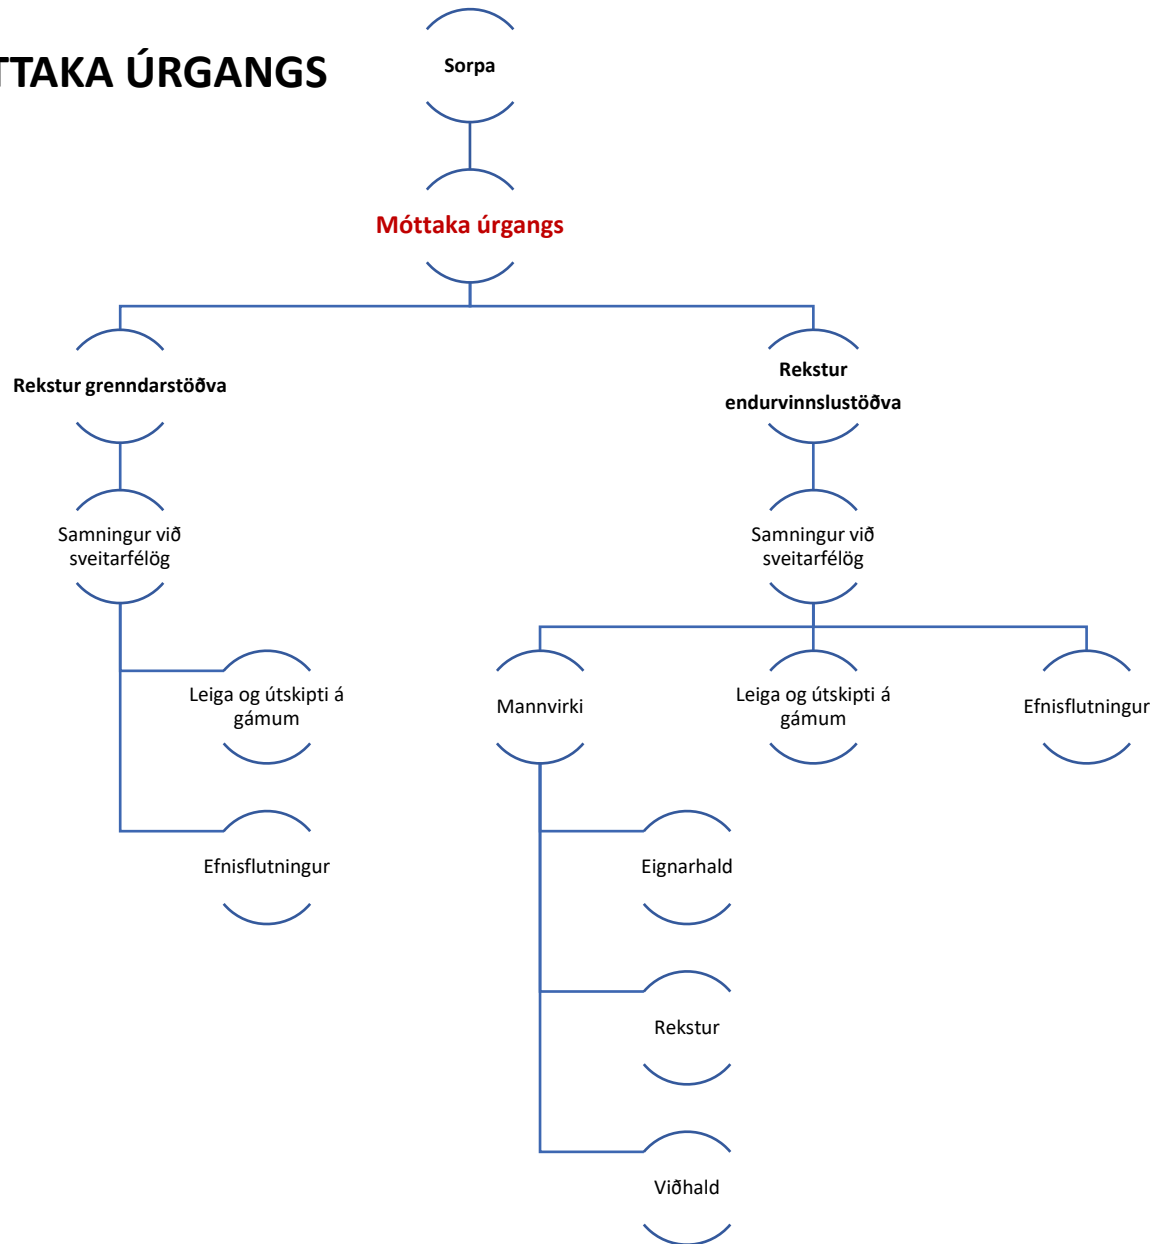 TTAKA ÚRGANGS
Sorpa
Móttaka úrgangs
Rekstur grenndarstöðva
Rekstur
endurvinnslustöðva
Samningur við
sveitarfélög
Samningur við
sveitarfélög
Leiga og útskipti á
gámum
Mannvirki
Leiga og útskipti á
gámum
Efnisflutningur
Efnisflutningur
Eignarhald
Rekstur
Viðhald